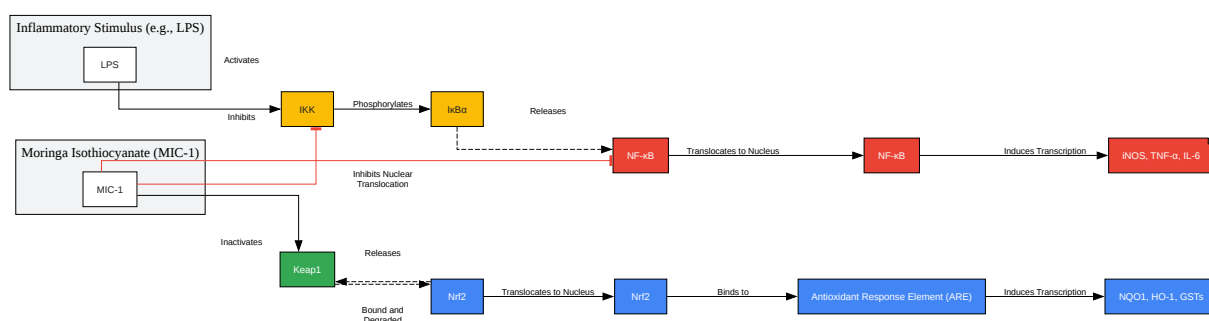 Inflammatory Stimulus (e.g., LPS)
LPS
Activates
IKK
Phosphorylates
IκBα
Releases
Inhibits
Moringa Isothiocyanate (MIC-1)
MIC-1
Inhibits Nuclear
Translocation
NF-κB
Translocates to Nucleus
NF-κB
Induces Transcription
iNOS, TNF-α, IL-6
Inactivates
Keap1
Releases
Bound and
Degraded
Nrf2
Translocates to Nucleus
Nrf2
Binds to
Antioxidant Response Element (ARE)
Induces Transcription
NQO1, HO-1, GSTs